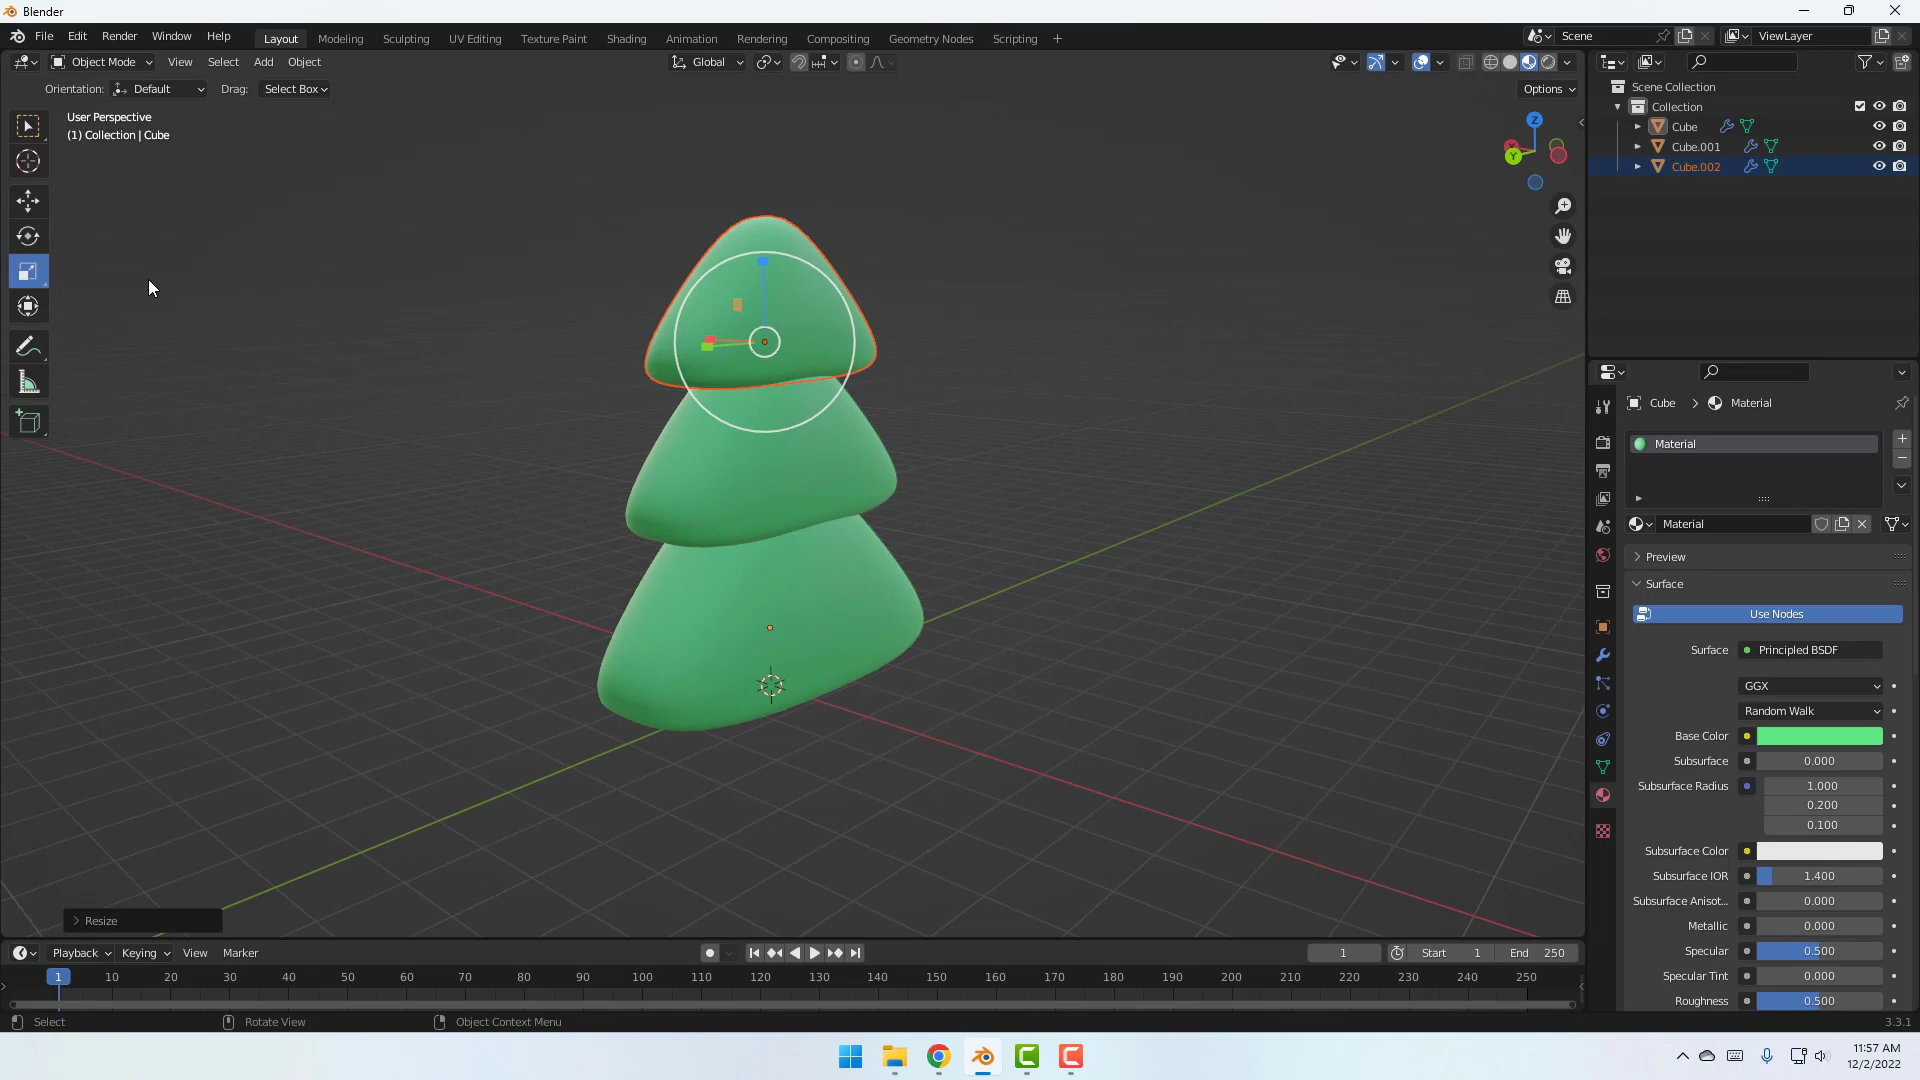 Blender
File Edit Render Window Help
Layout Modeling Sculpting UV Editing Texture Paint Shading Animation Rendering Compositing Geometry Nodes Scripting +
Scene
ViewLayer
Object Mode View Select Add Object
Global
Orientation: Default Drag: Select Box
Options
User Perspective
(1) Collection | Cube
Z
Y
Scene Collection
Collection
Cube
Cube.001
Cube.002
Cube > Material
Material
Material
Preview
Surface
Use Nodes
Surface Principled BSDF
GGX
Random Walk
Base Color
Subsurface 0.000
Subsurface Radius 1.000
0.200
0.100
Subsurface Color
Subsurface IOR 1.400
Subsurface Anisot... 0.000
Metallic 0.000
Specular 0.500
Specular Tint 0.000
Roughness 0.500
Resize
Playback Keying View Marker
1 Start 1 End 250
1 10 20 30 40 50 60 70 80 90 100 110 120 130 140 150 160 170 180 190 200 210 220 230 240 250
Select Rotate View Object Context Menu
3.3.1
11:57 AM
12/2/2022